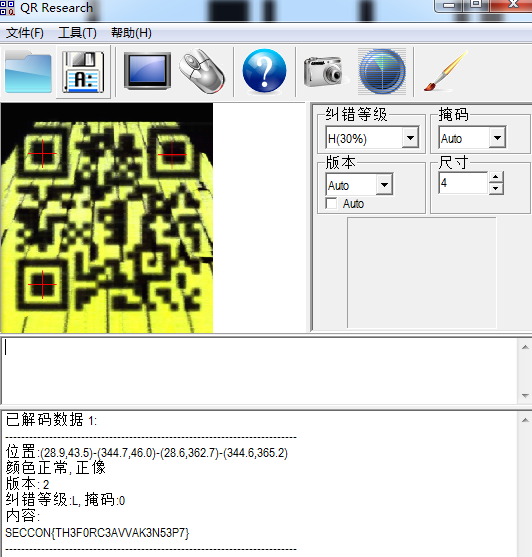 QR Research
文件(F) 工具(T) 帮助(H)
纠错等级
H(30%)
掩码
Auto
版本
Auto
Auto
尺寸
4
已解码数据 1:
位置:(28.9,43.5)-(344.7,46.0)-(28.6,362.7)-(344.6,365.2)
颜色正常, 正像
版本: 2
纠错等级:L, 掩码:0
内容:
SECCON{TH3F0RC3AVVAK3N53P7}